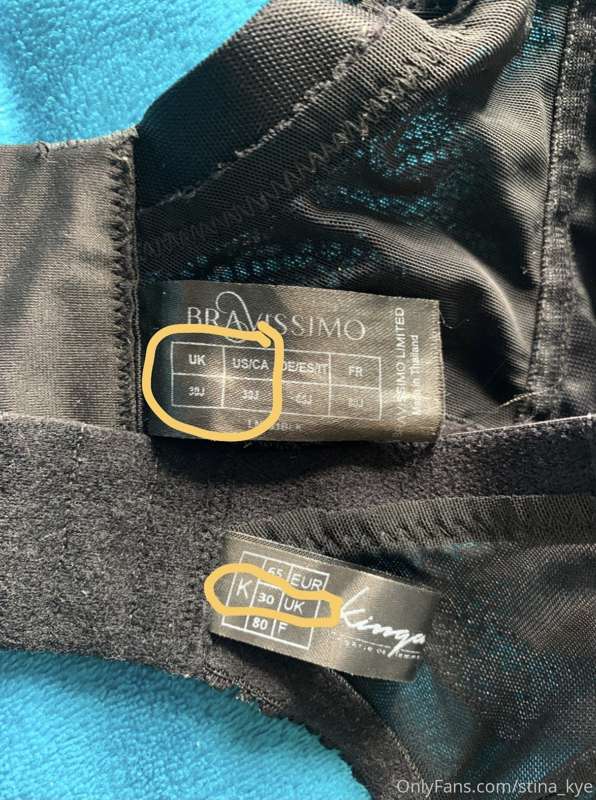 BRAVISSIMO
UK US/CA DE/ES/IT FR
30J 30J
BRAVISSIMO LIMITED
Made in Thailand
65 EUR
K 30 UK
80 F
Kinga
OnlyFans.com/stina_kye